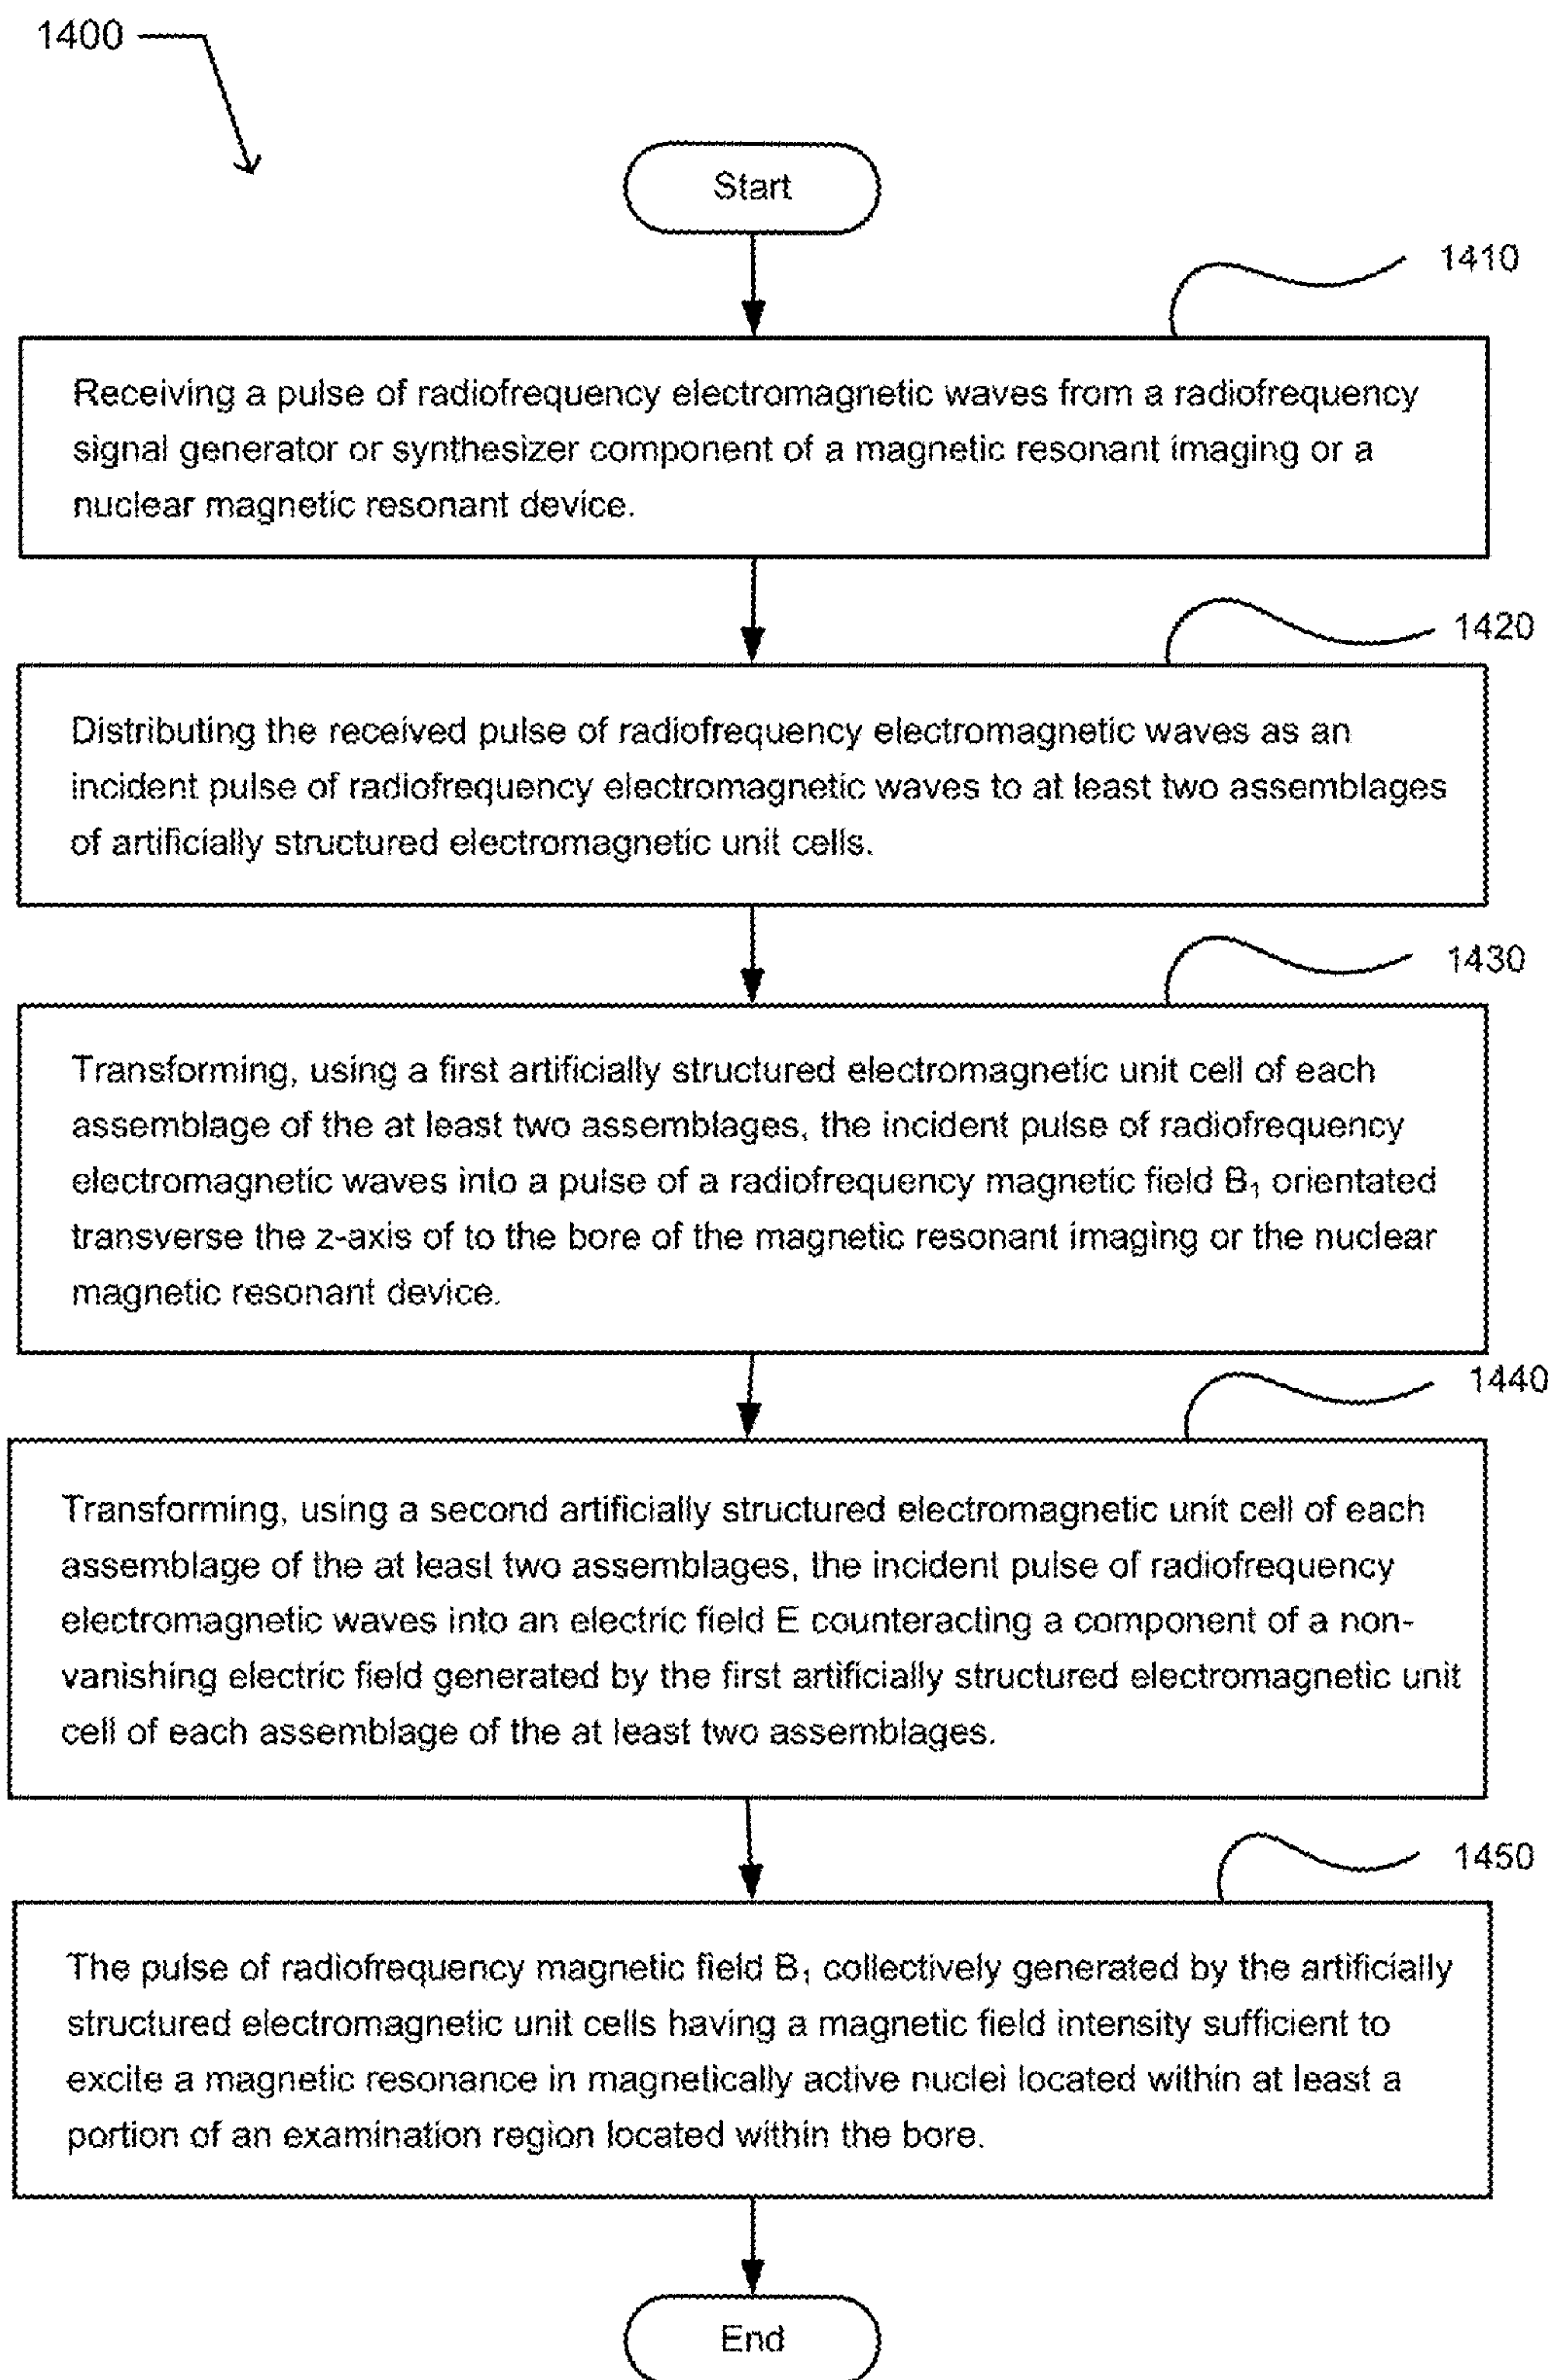 1400
Start
1410
Receiving a pulse of radiofrequency electromagnetic waves from a radiofrequency
signal generator or synthesizer component of a magnetic resonant imaging or a
nuclear magnetic resonant device.
1420
Distributing the received pulse of radiofrequency electromagnetic waves as an
incident pulse of radiofrequency electromagnetic waves to at least two assemblages
of artificially structured electromagnetic unit cells.
1430
Transforming, using a first artificially structured electromagnetic unit cell of each
assemblage of the at least two assemblages, the incident pulse of radiofrequency
electromagnetic waves into a pulse of a radiofrequency magnetic field B₁ orientated
transverse the z-axis of to the bore of the magnetic resonant imaging or the nuclear
magnetic resonant device.
1440
Transforming, using a second artificially structured electromagnetic unit cell of each
assemblage of the at least two assemblages, the incident pulse of radiofrequency
electromagnetic waves into an electric field E counteracting a component of a non-
vanishing electric field generated by the first artificially structured electromagnetic unit
cell of each assemblage of the at least two assemblages.
1450
The pulse of radiofrequency magnetic field B₁ collectively generated by the artificially
structured electromagnetic unit cells having a magnetic field intensity sufficient to
excite a magnetic resonance in magnetically active nuclei located within at least a
portion of an examination region located within the bore.
End